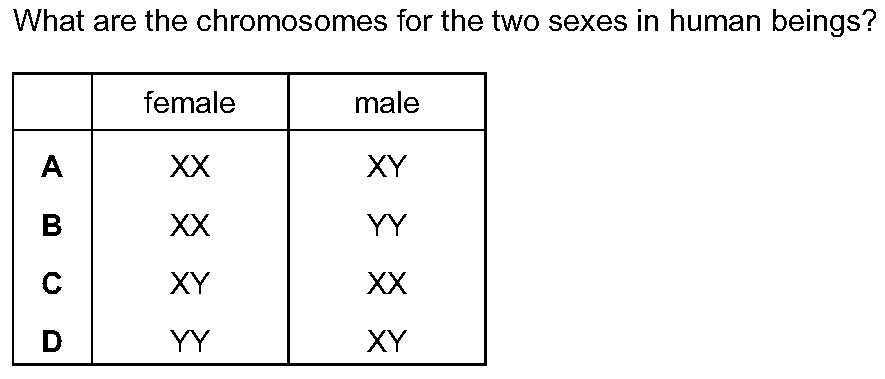 What are the chromosomes for the two sexes in human beings?
female male
A XX XY
B XX YY
C XY XX
D YY XY